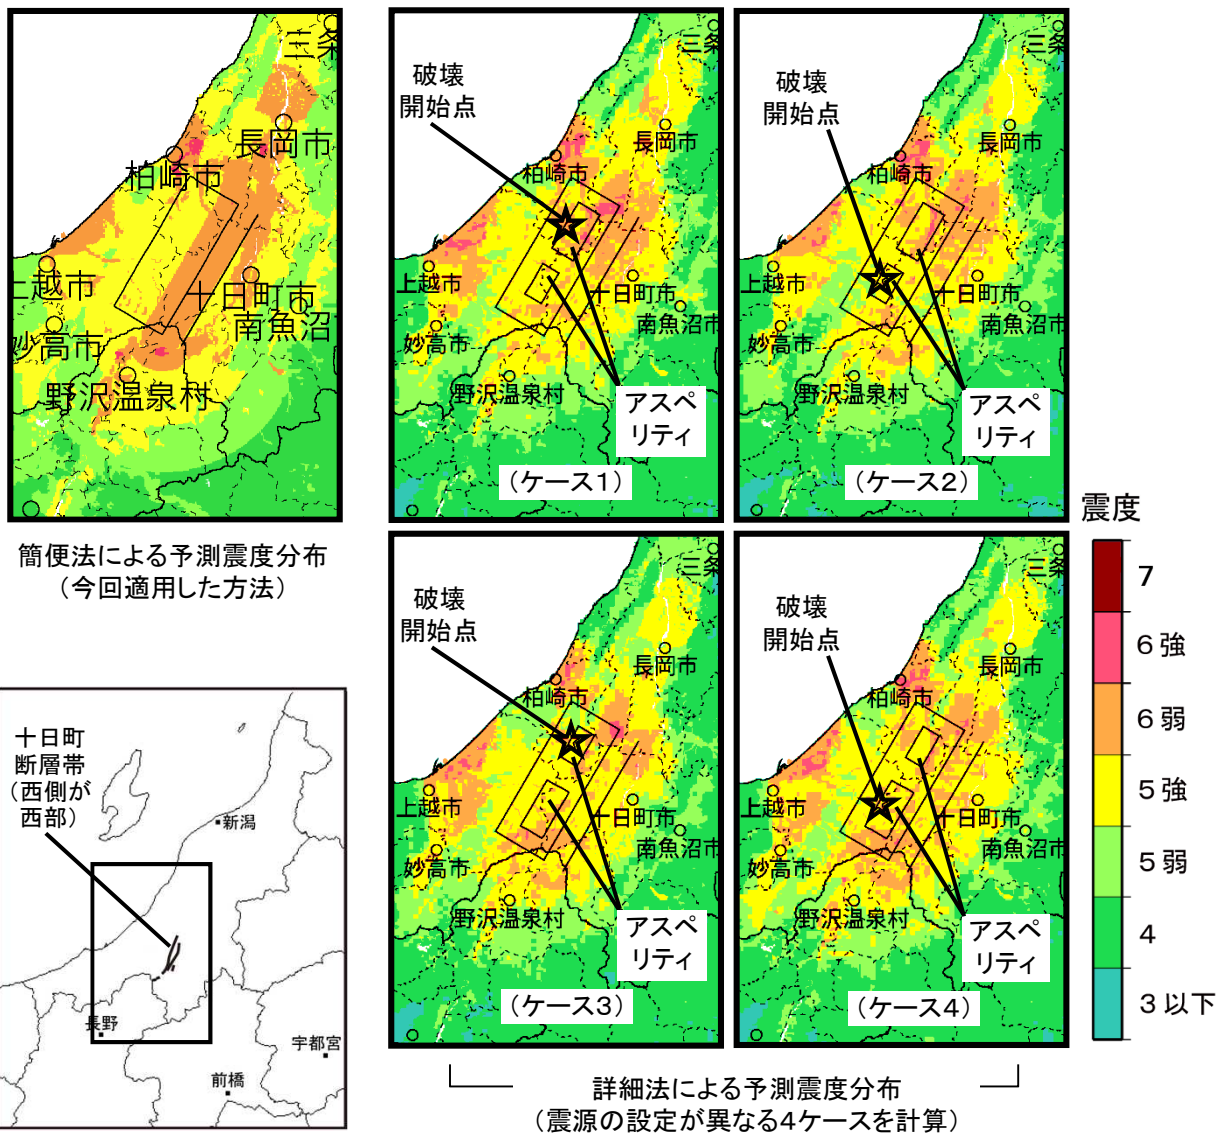 三条
長岡市
柏崎市
上越市
十日町市
南魚沼
妙高市
野沢温泉村
簡便法による予測震度分布
（今回適用した方法）
破壊
開始点
三条
長岡市
柏崎市
上越市
十日町市
南魚沼市
妙高市
野沢温泉村
アスペ
リティ
（ケース1）
破壊
開始点
三条
長岡市
柏崎市
上越市
十日町市
南魚沼市
妙高市
野沢温泉村
アスペ
リティ
（ケース2）
破壊
開始点
三条
長岡市
柏崎市
上越市
十日町市
南魚沼市
妙高市
野沢温泉村
アスペ
リティ
（ケース3）
破壊
開始点
三条
長岡市
柏崎市
上越市
十日町市
南魚沼市
妙高市
野沢温泉村
アスペ
リティ
（ケース4）
震度
7
6強
6弱
5強
5弱
4
3以下
十日町
断層帯
（西側が
西部）
新潟
長野
宇都宮
前橋
詳細法による予測震度分布
（震源の設定が異なる4ケースを計算）